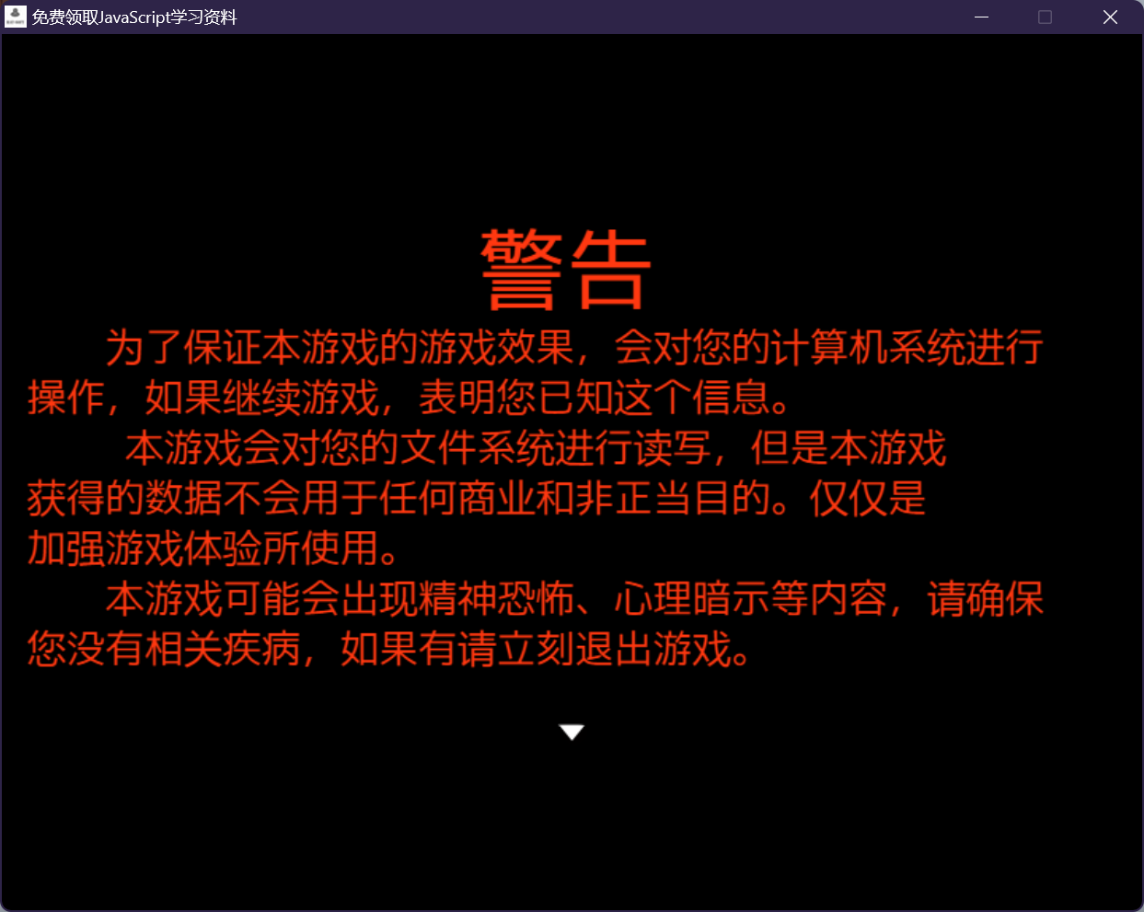 免费领取JavaScript学习资料
警告
为了保证本游戏的游戏效果，会对您的计算机系统进行
操作，如果继续游戏，表明您已知这个信息。
本游戏会对您的文件系统进行读写，但是本游戏
获得的数据不会用于任何商业和非正当目的。仅仅是
加强游戏体验所使用。
本游戏可能会出现精神恐怖、心理暗示等内容，请确保
您没有相关疾病，如果有请立刻退出游戏。